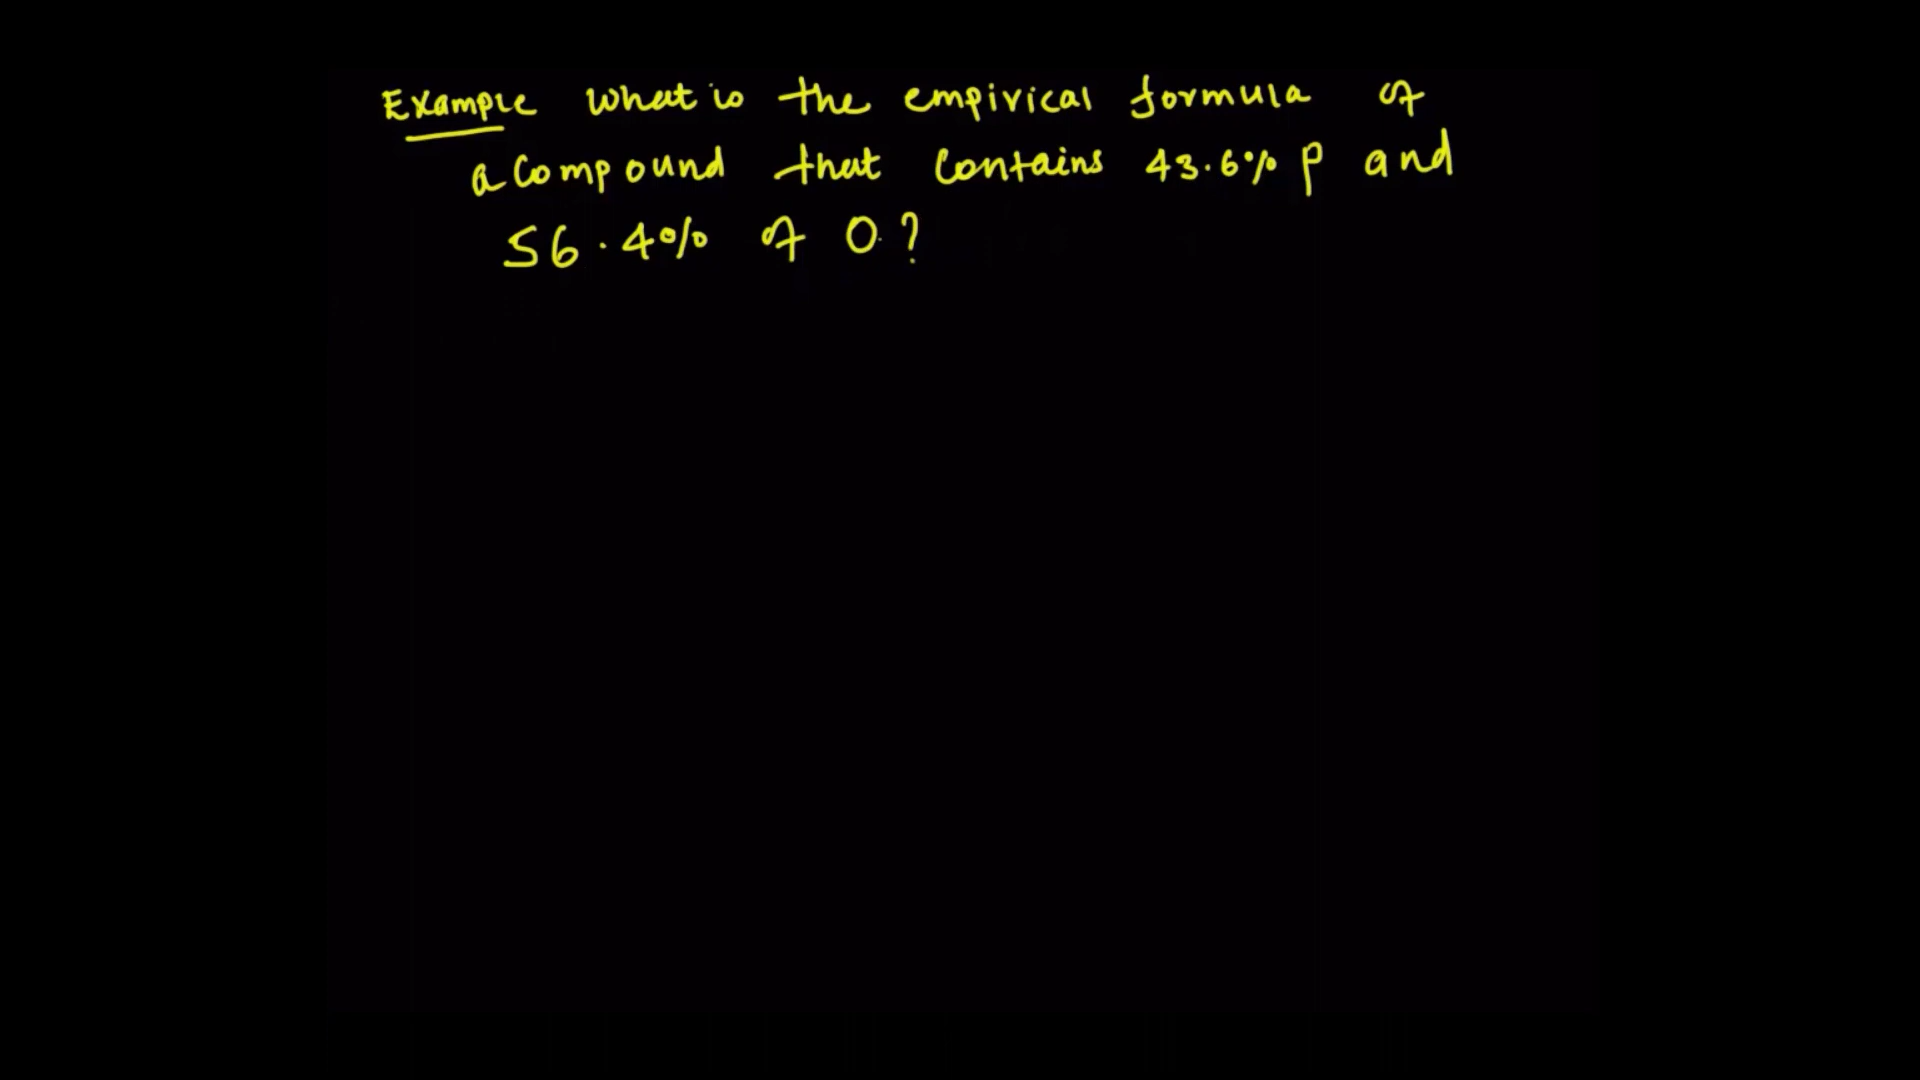 Example What is the empirical formula of
a Compound that Contains 43.6% P and
56.4% of O?